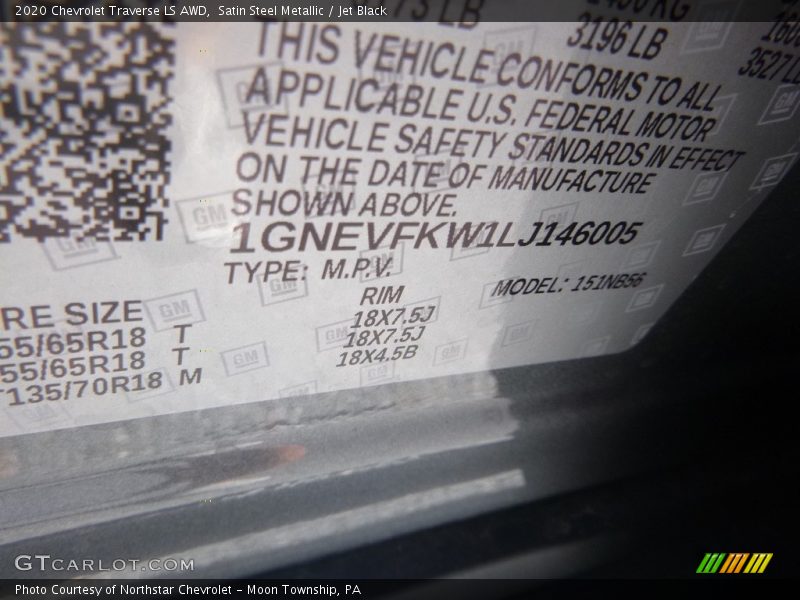 2020 Chevrolet Traverse LS AWD, Satin Steel Metallic / Jet Black
3196 LB
THIS VEHICLE CONFORMS TO ALL
APPLICABLE U.S. FEDERAL MOTOR
VEHICLE SAFETY STANDARDS IN EFFECT
ON THE DATE OF MANUFACTURE
SHOWN ABOVE.
1GNEVFKW1LJ146005
TYPE: M.P.V. MODEL: 151NB56
RE SIZE RIM
55/65R18 T 18X7.5J
55/65R18 T 18X7.5J
T135/70R18 M 18X4.5B
GTCARLOT.COM
Photo Courtesy of Northstar Chevrolet - Moon Township, PA